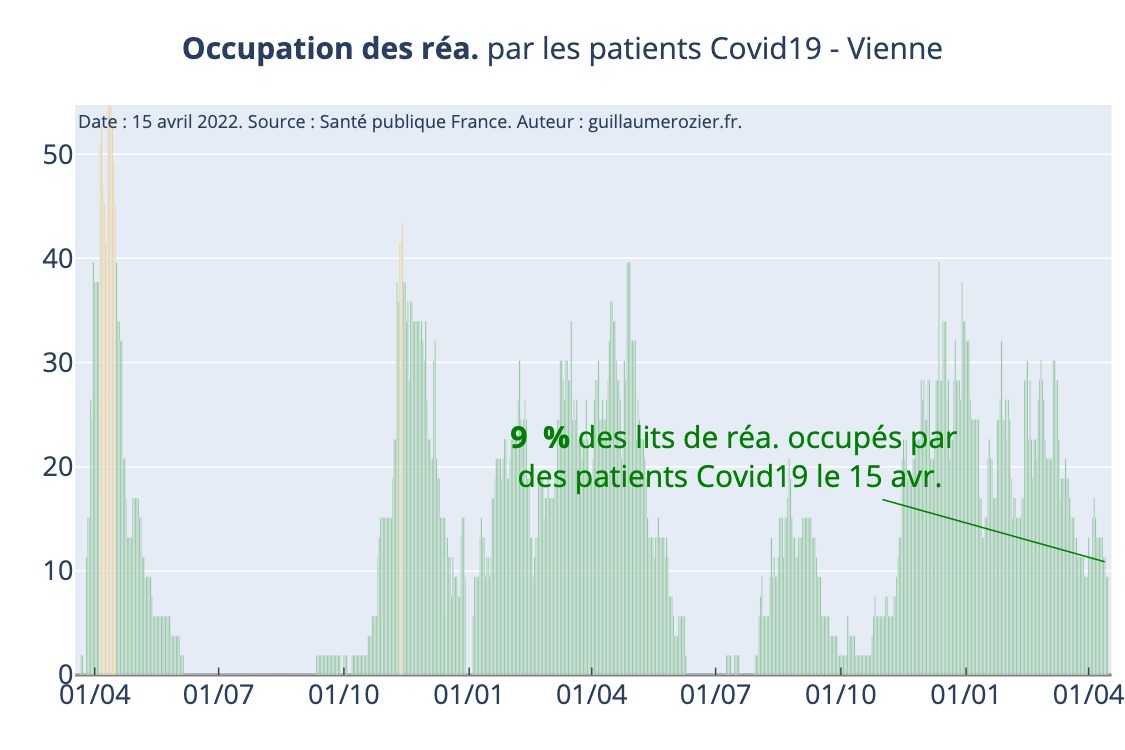 Occupation des réa. par les patients Covid19 - Vienne
Date : 15 avril 2022. Source : Santé publique France. Auteur : guillaumerozier.fr.
50
40
30
20
10
0
9 % des lits de réa. occupés par
des patients Covid19 le 15 avr.
01/04 01/07 01/10 01/01 01/04 01/07 01/10 01/01 01/04